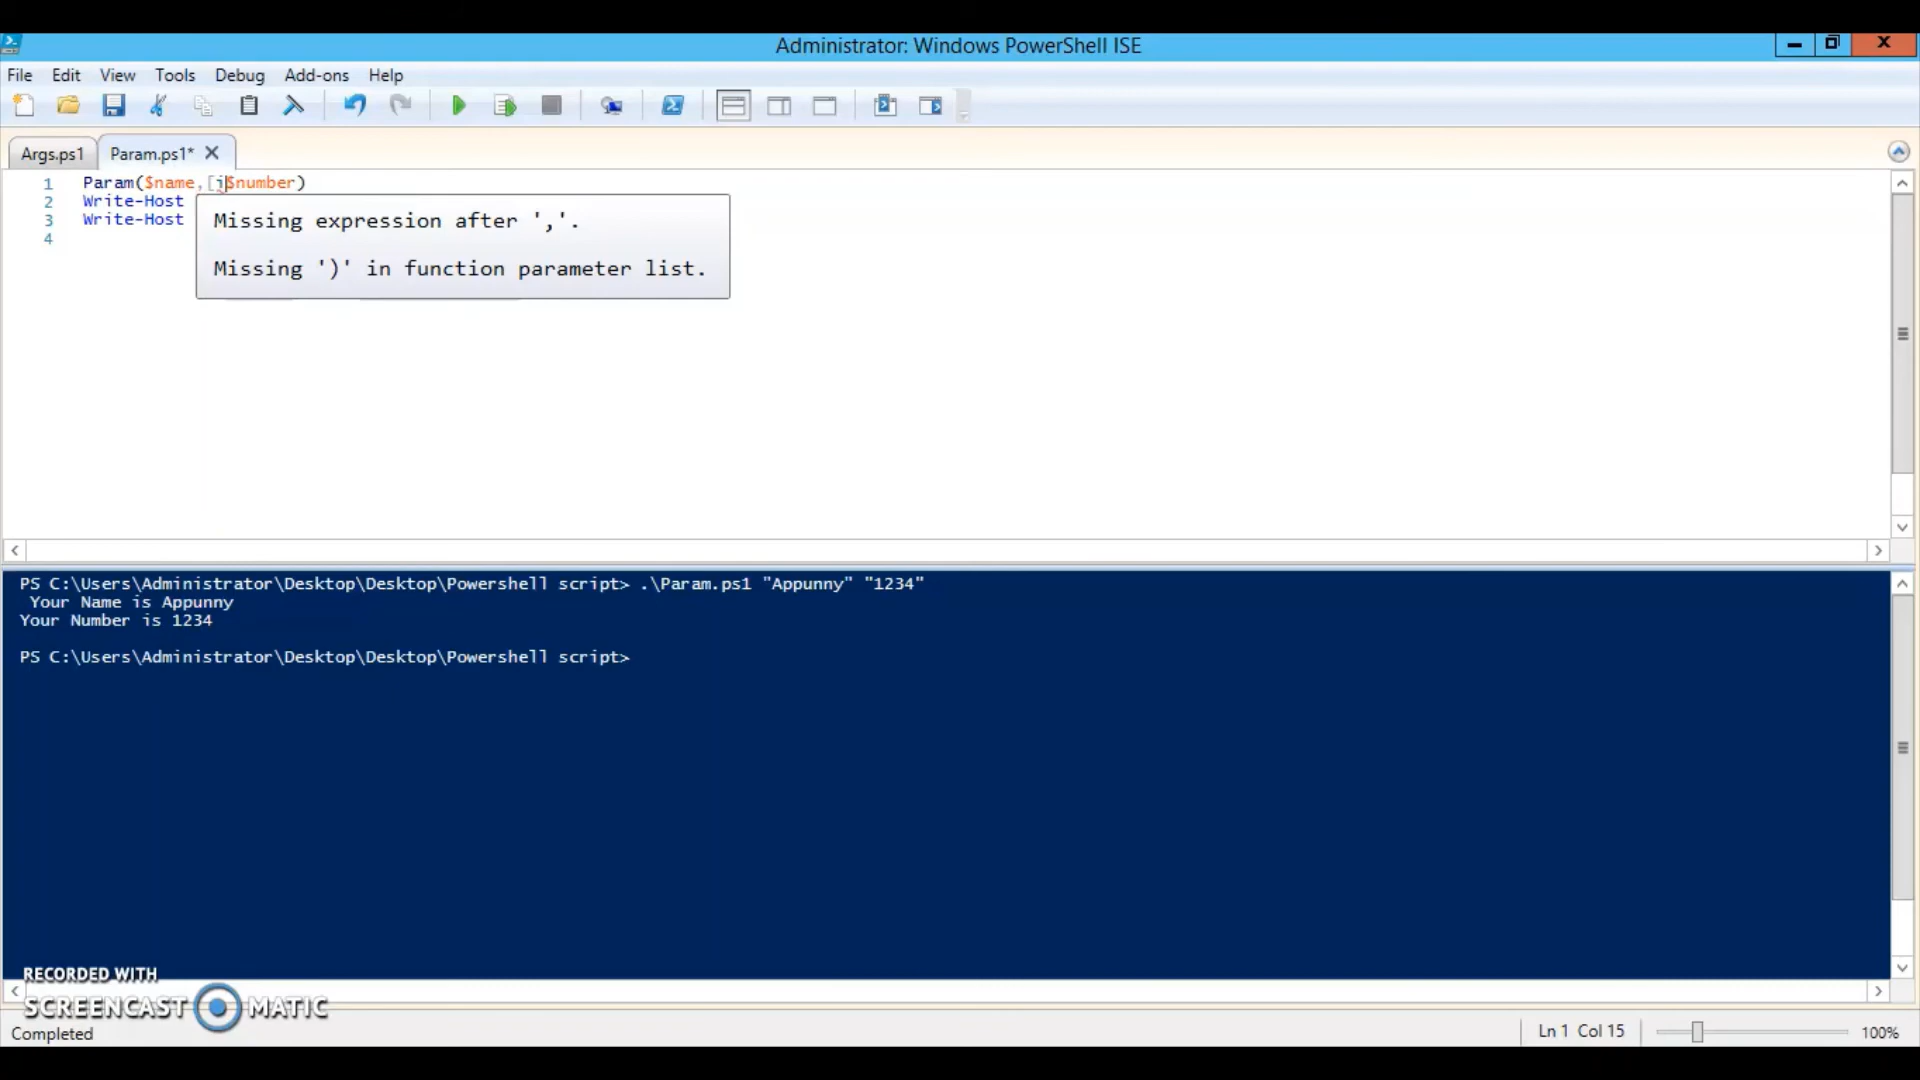 Administrator: Windows PowerShell ISE
File Edit View Tools Debug Add-ons Help
Args.ps1 Param.ps1* X
1 Param($name,[i$number)
2 Write-Host
3 Write-Host
4
Missing expression after ','.
Missing ')' in function parameter list.
PS C:\Users\Administrator\Desktop\Desktop\Powershell script> .\Param.ps1 "Appunny" "1234"
Your Name is Appunny
Your Number is 1234
PS C:\Users\Administrator\Desktop\Desktop\Powershell script>
RECORDED WITH
SCREENCAST MATIC
Completed
Ln 1 Col 15
100%